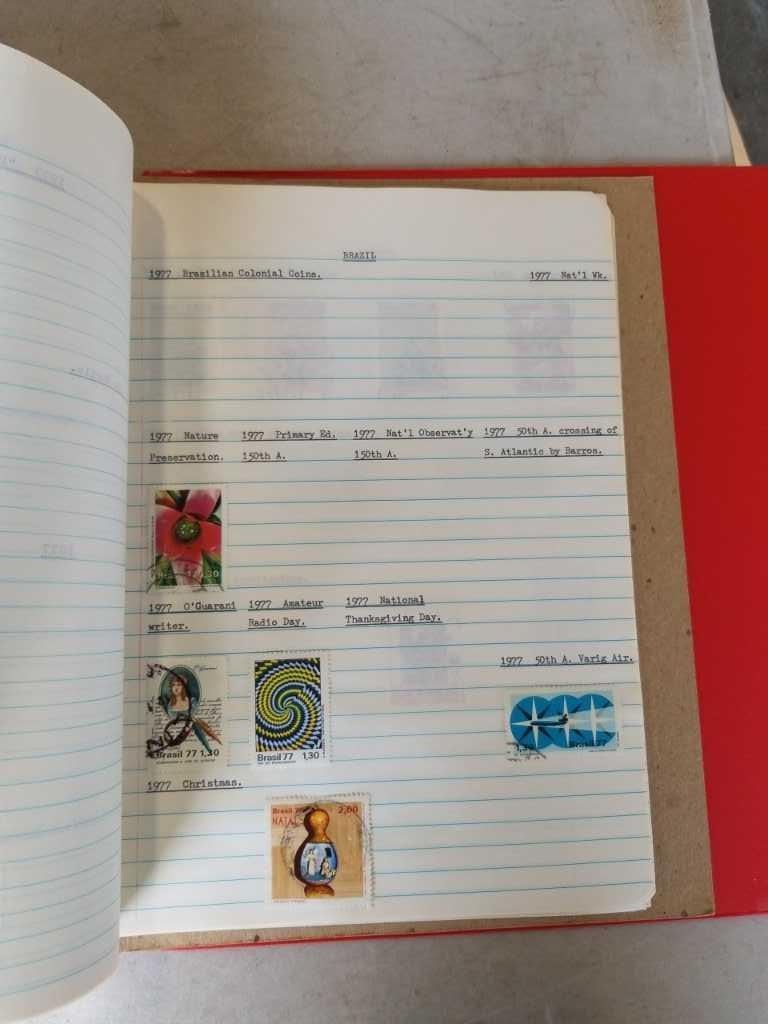 BRAZIL
1977 Brazilian Colonial Coins. 1977 Nat'l Wk.
1977 Nature 1977 Primary Ed. 1977 Nat'l Observat'y 1977 50th A. crossing of
Preservation. 150th A. 150th A. S. Atlantic by Barros.
1977 O'Guarani 1977 Amateur 1977 National
writer. Radio Day. Thanksgiving Day.
1977 50th A. Varig Air.
Brasil 77 1,30
Brasil 77 1,30
1977 Christmas.
Brasil 77 2,00
NATAL